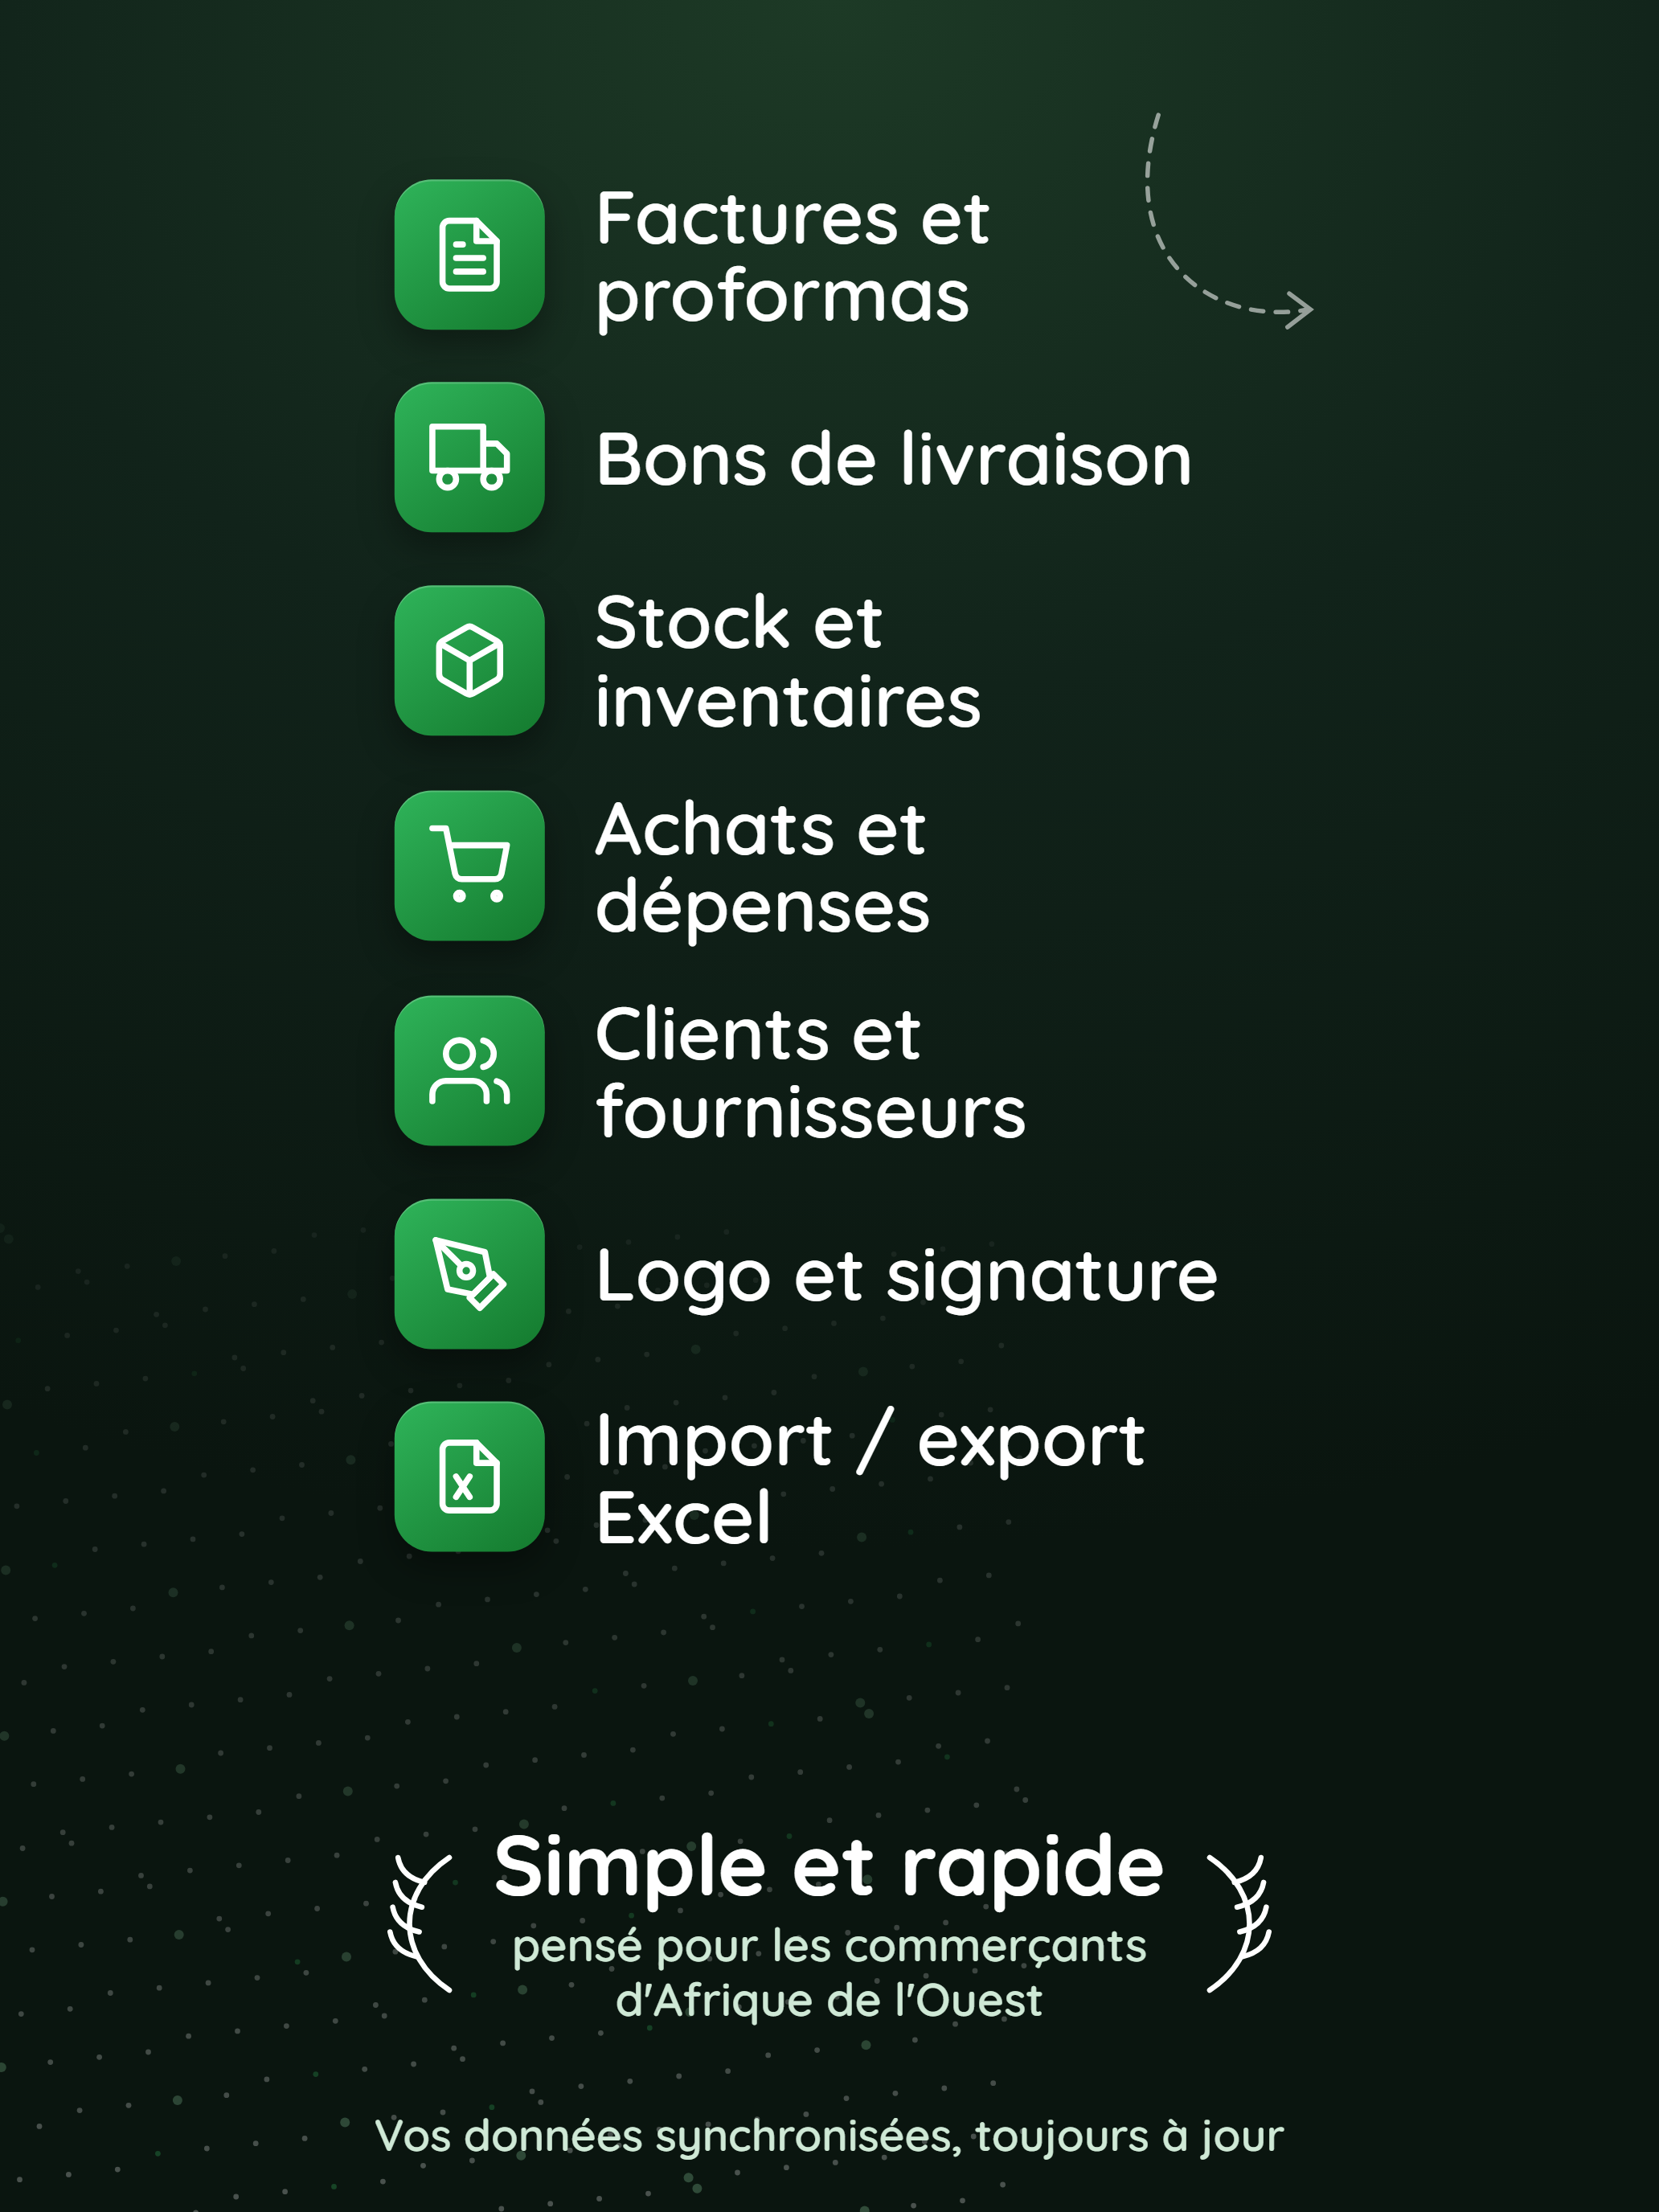 Factures et
proformas
Bons de livraison
Stock et
inventaires
Achats et
dépenses
Clients et
fournisseurs
Logo et signature
Import / export
Excel
Simple et rapide
pensé pour les commerçants
d'Afrique de l'Ouest
Vos données synchronisées, toujours à jour